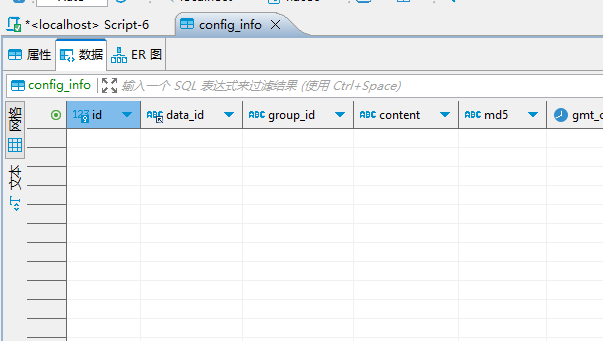 *<localhost> Script-6
config_info
属性
数据
ER 图
config_info
输入一个 SQL 表达式来过滤结果 (使用 Ctrl+Space)
网格
文本
123 id
ABC data_id
ABC group_id
ABC content
ABC md5